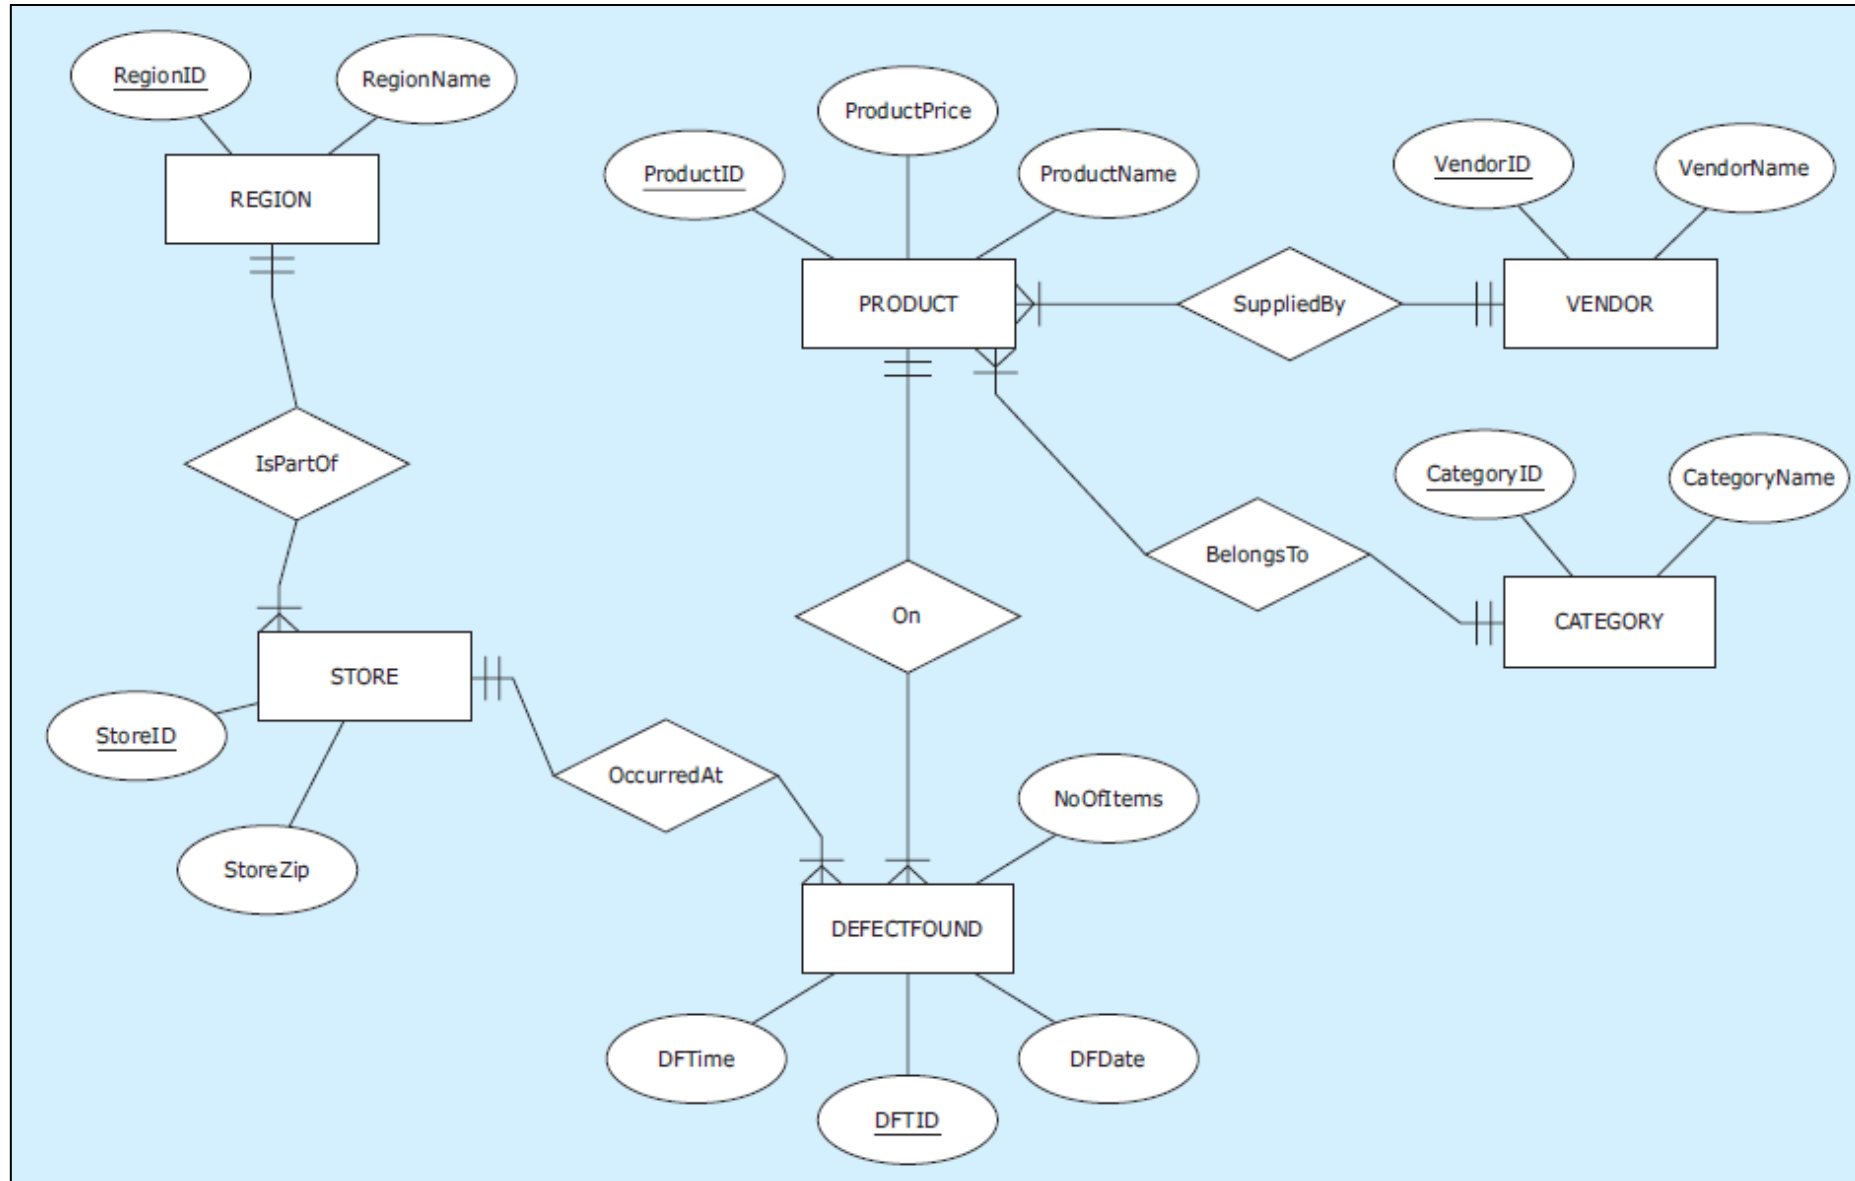 RegionID
RegionName
REGION
ProductPrice
ProductID
ProductName
VendorID
VendorName
PRODUCT
SuppliedBy
VENDOR
IsPartOf
CategoryID
CategoryName
BelongsTo
On
CATEGORY
STORE
StoreID
OccurredAt
NoOfItems
StoreZip
DEFECTFOUND
DFTime
DFDate
DFTID